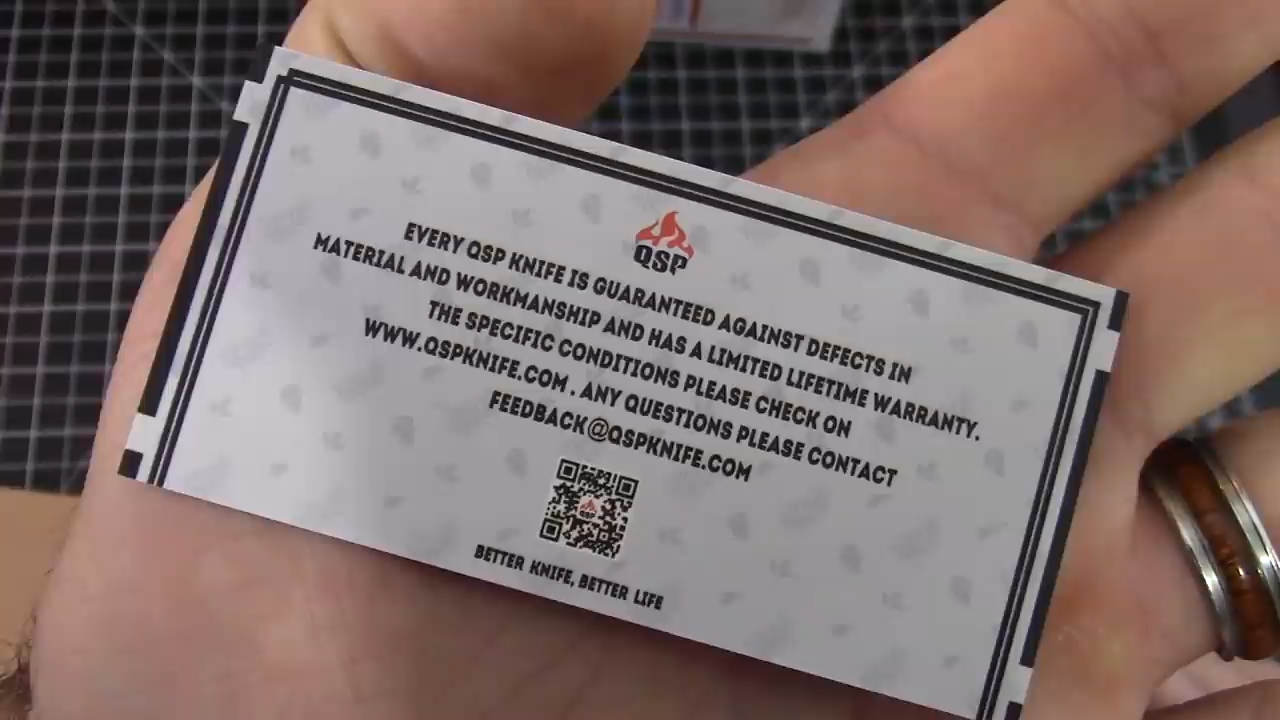 QSP
EVERY QSP KNIFE IS GUARANTEED AGAINST DEFECTS IN
MATERIAL AND WORKMANSHIP AND HAS A LIMITED LIFETIME WARRANTY.
THE SPECIFIC CONDITIONS PLEASE CHECK ON
WWW.QSPKNIFE.COM . ANY QUESTIONS PLEASE CONTACT
FEEDBACK@QSPKNIFE.COM
QSP
BETTER KNIFE, BETTER LIFE